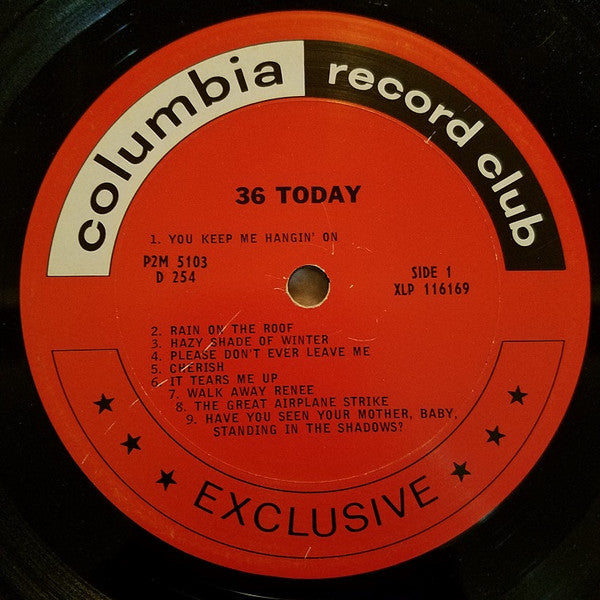 columbia record club
36 TODAY
1. YOU KEEP ME HANGIN' ON
P2M 5103
D 254
SIDE 1
XLP 116169
2. RAIN ON THE ROOF
3. HAZY SHADE OF WINTER
4. PLEASE DON'T EVER LEAVE ME
5. CHERISH
6. IT TEARS ME UP
7. WALK AWAY RENEE
8. THE GREAT AIRPLANE STRIKE
9. HAVE YOU SEEN YOUR MOTHER, BABY,
STANDING IN THE SHADOWS?
EXCLUSIVE